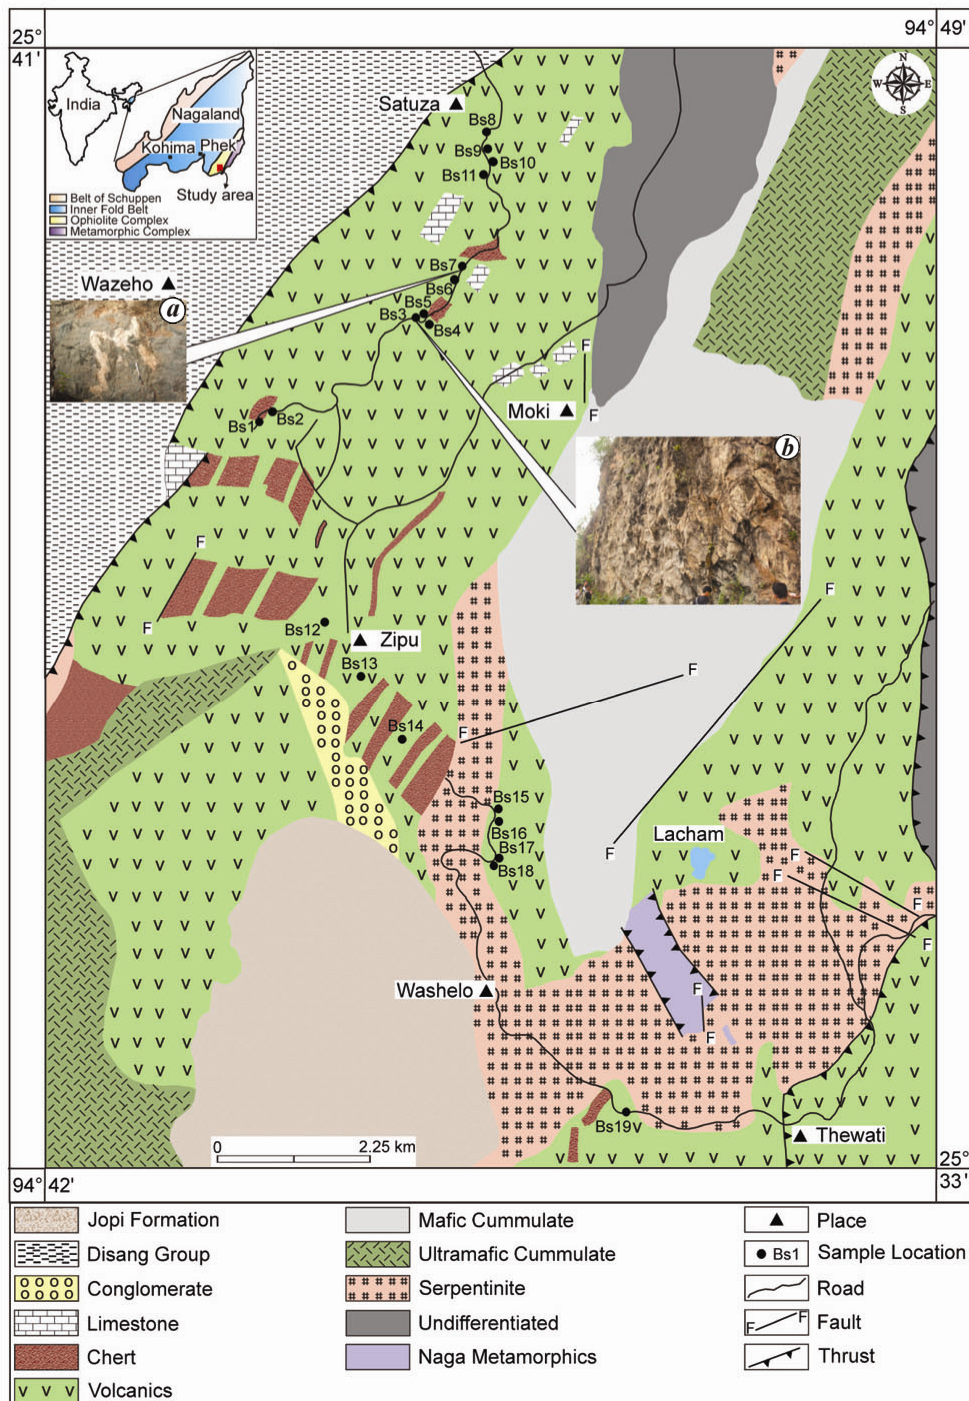 25°
41'
94° 49'
India
Nagaland
Kohima
Phek
Study area
Belt of Schuppen
Inner Fold Belt
Ophiolite Complex
Metamorphic Complex
N
W
E
S
Satuza
Bs8
Bs9
Bs10
Bs11
Wazeho
a
Bs7
Bs6
Bs5
Bs3
Bs4
F
F
Moki
Bs1
Bs2
b
F
F
Bs12
Zipu
Bs13
Bs14
F
F
F
F
Bs15
Bs16
Bs17
Bs18
Lacham
F
F
F
F
Washelo
F
F
Bs19
Thewati
0
2.25 km
25°
33'
94° 42'
Jopi Formation
Disang Group
Conglomerate
Limestone
Chert
Volcanics
Mafic Cummulate
Ultramafic Cummulate
Serpentinite
Undifferentiated
Naga Metamorphics
Place
Bs1 Sample Location
Road
F F Fault
Thrust